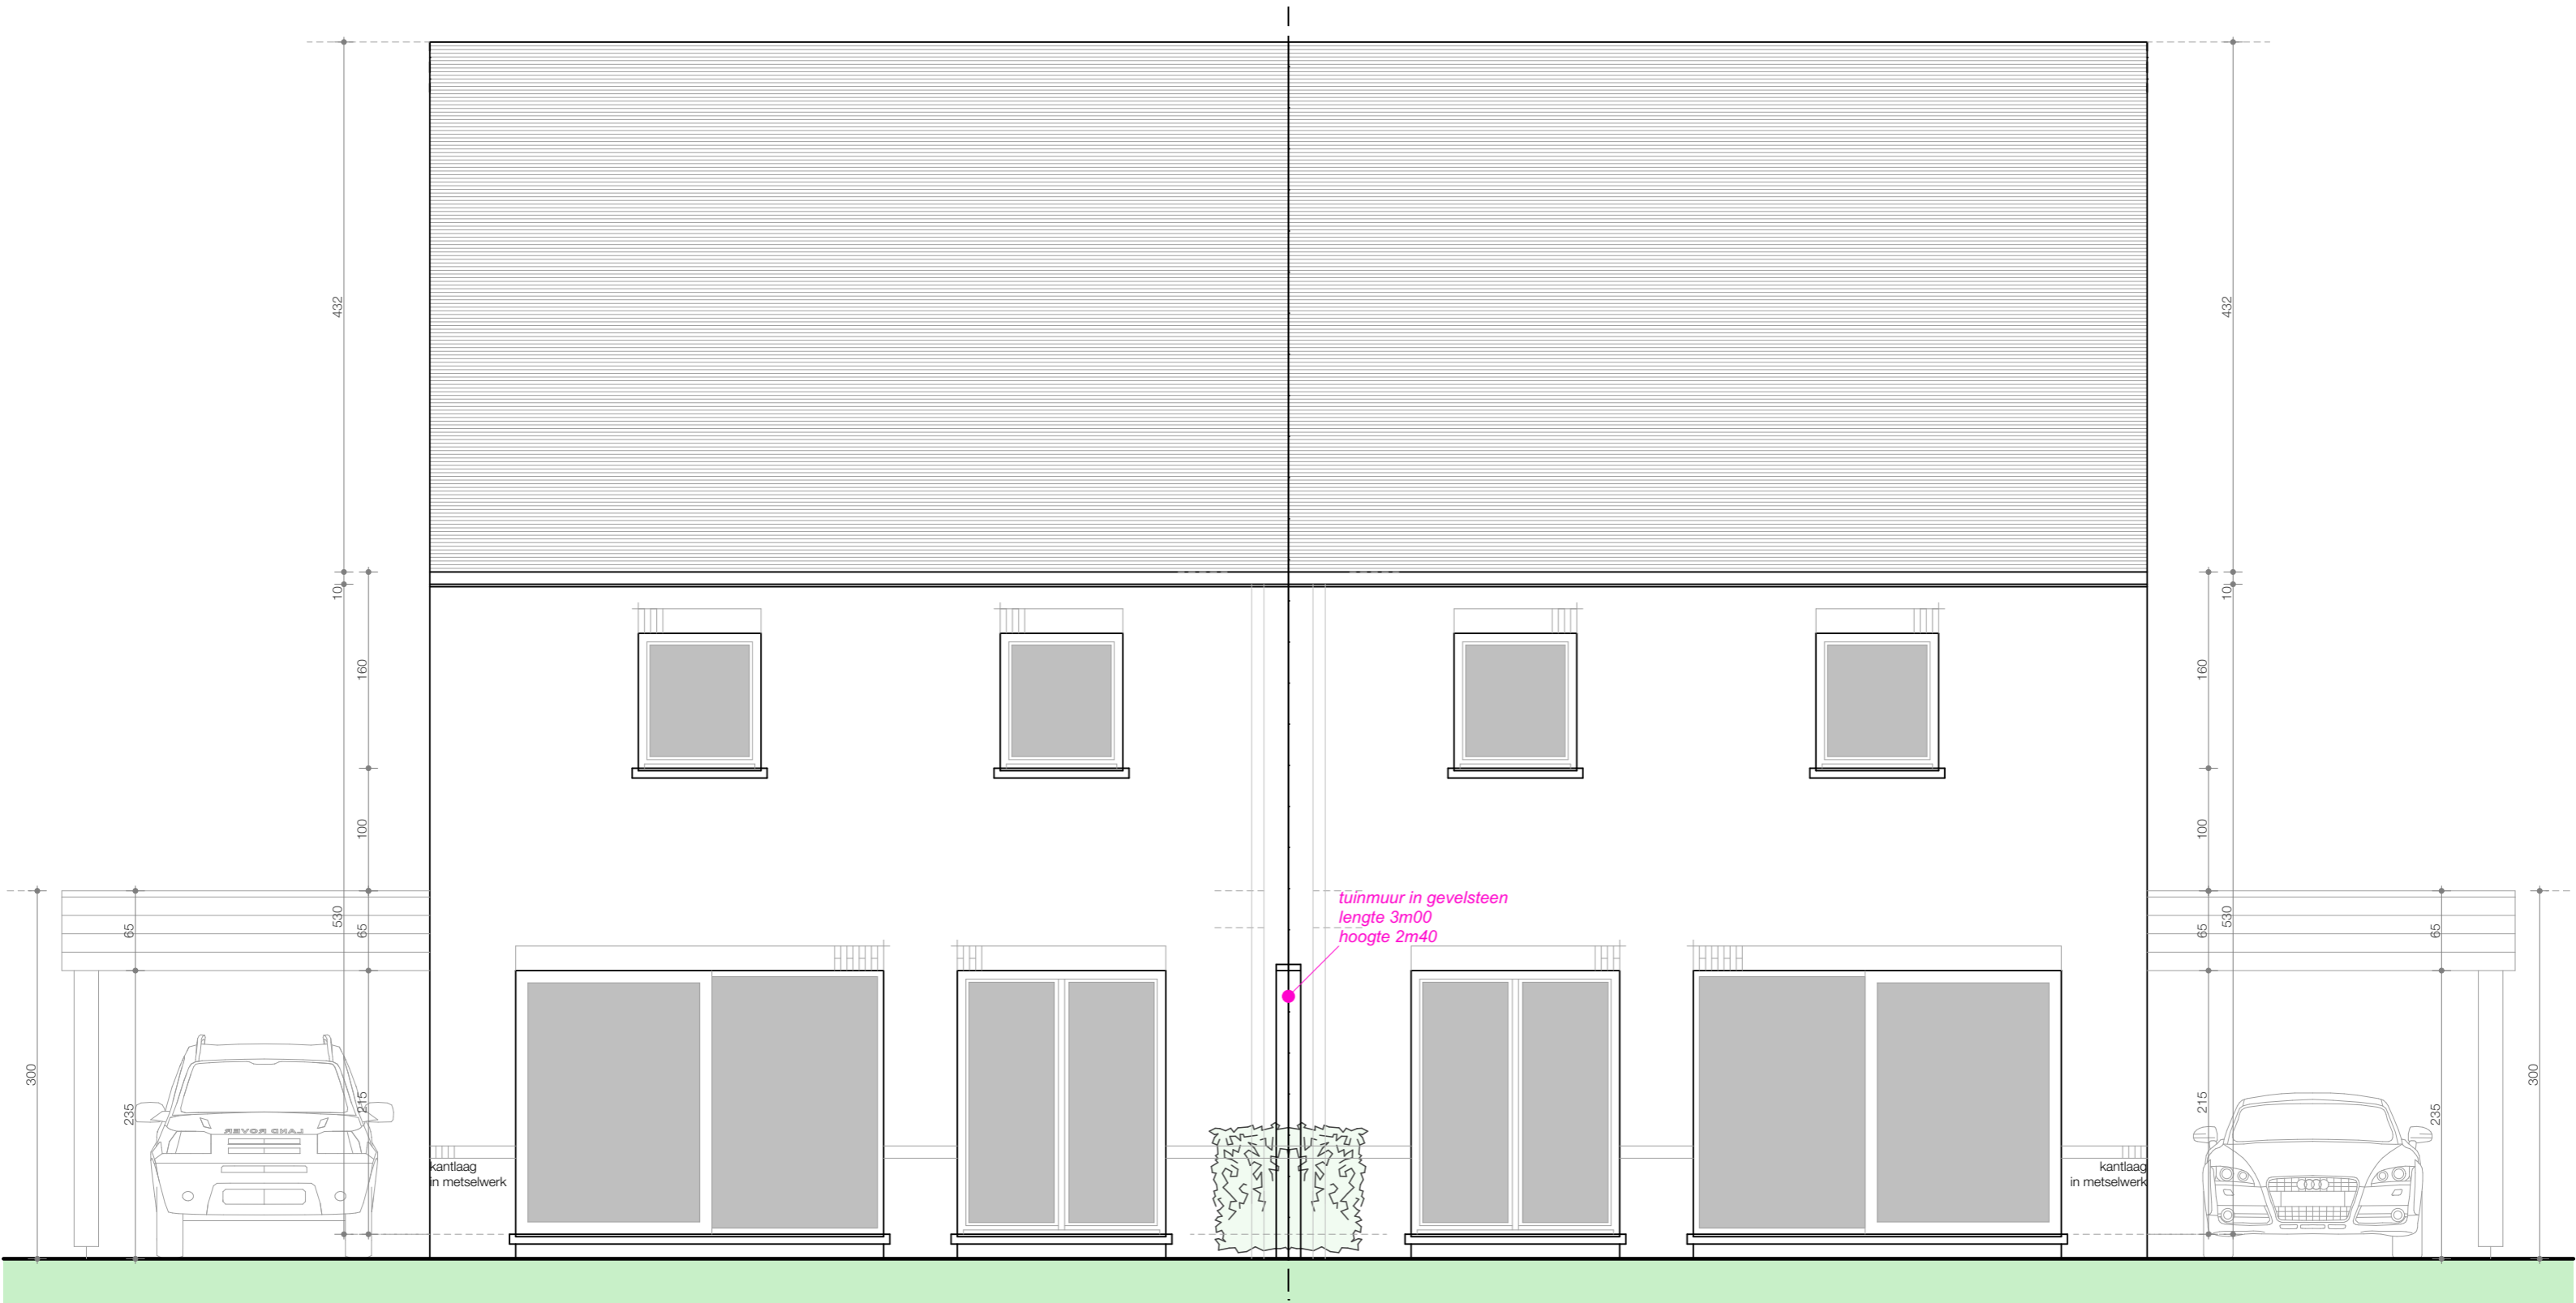 432
432
10
10
160
160
100
100
530
65
65
65
530
65
tuinmuur in gevelsteen
lengte 3m00
hoogte 2m40
300
235
215
215
235
300
LAND ROVER
kantlaag
in metselwerk
kantlaag
in metselwerk